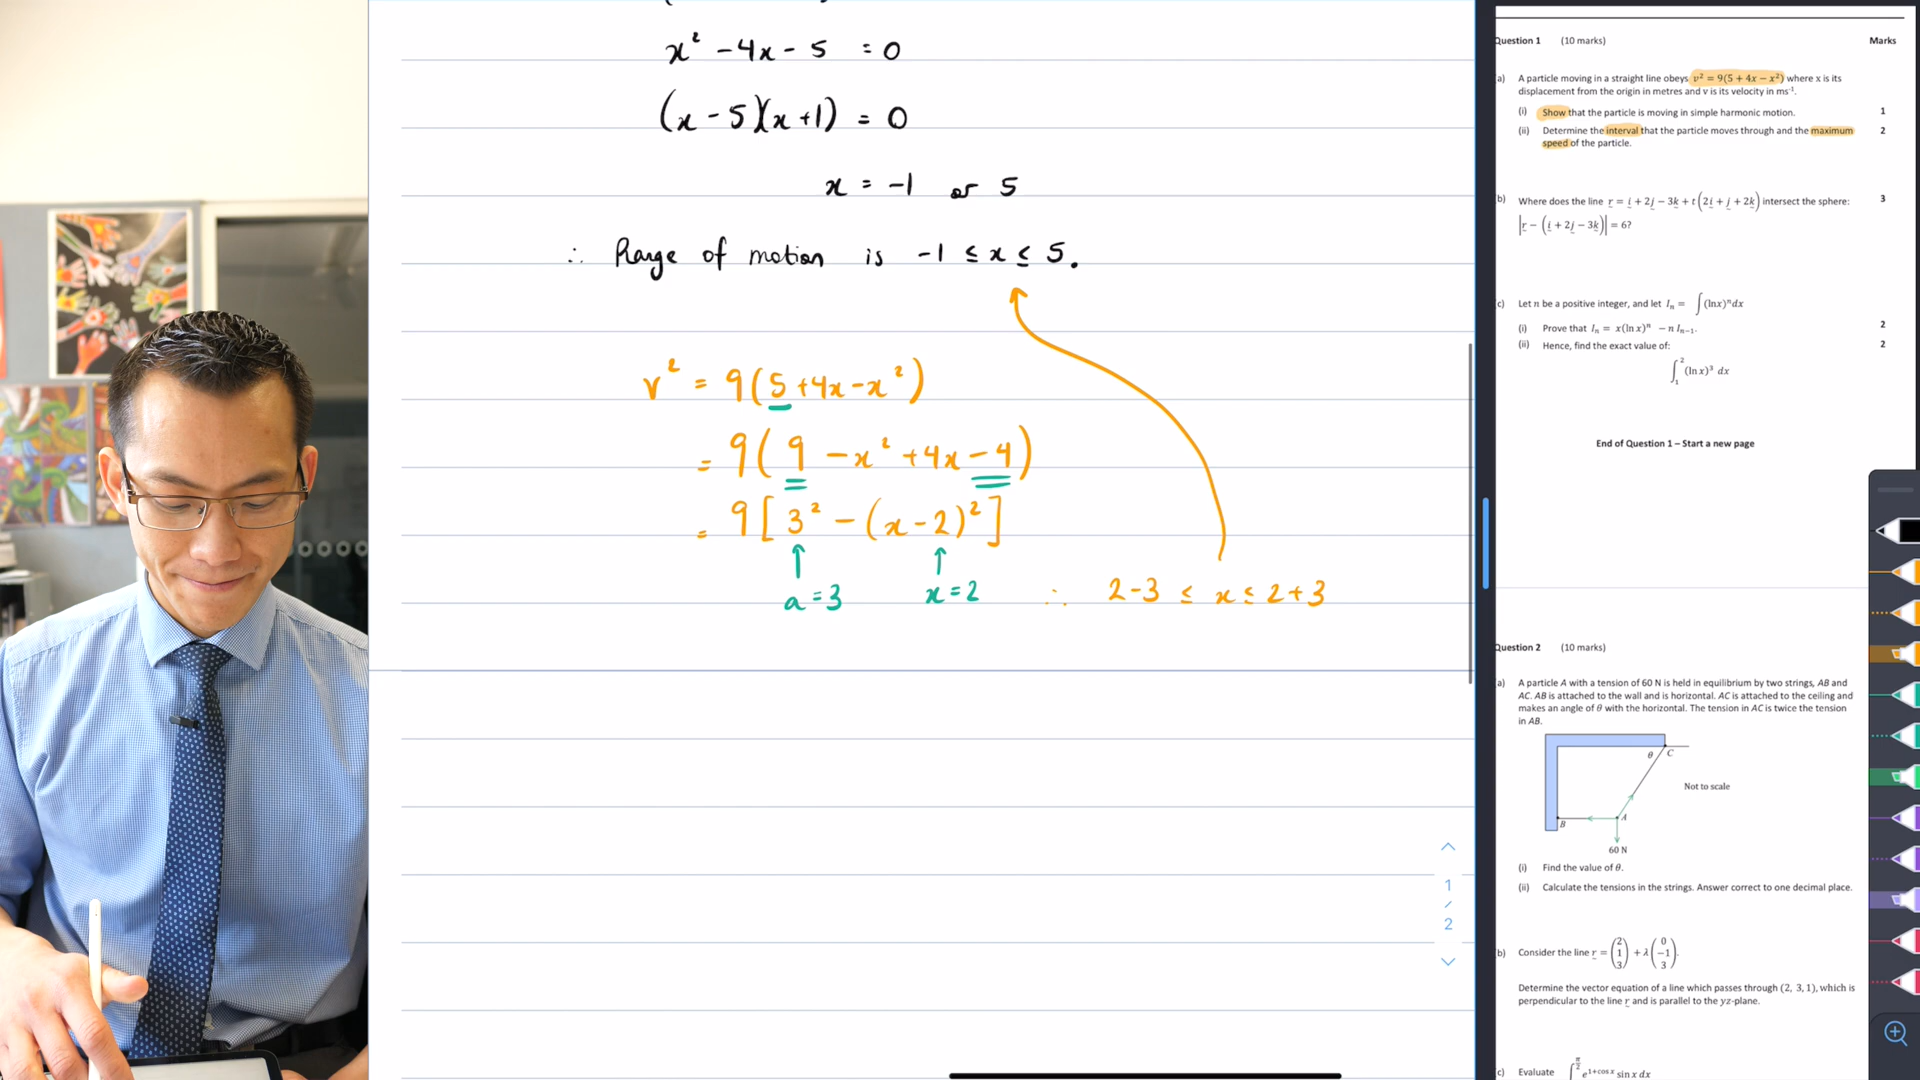 x² - 4x - 5 = 0
(x - 5)(x + 1) = 0
x = -1 or 5
∴ Range of motion is -1 ≤ x ≤ 5.
v² = 9(5 + 4x - x²)
= 9(9 - x² + 4x - 4)
= 9[3² - (x - 2)²]
a = 3 x = 2 ∴ 2-3 ≤ x ≤ 2+3
1
/
2
Question 1 (10 marks) Marks
a) A particle moving in a straight line obeys v² = 9(5 + 4x − x²) where x is its
displacement from the origin in metres and v is its velocity in ms⁻¹.
(i) Show that the particle is moving in simple harmonic motion. 1
(ii) Determine the interval that the particle moves through and the maximum 2
speed of the particle.
b) Where does the line r = i + 2j − 3k + t(2i + j + 2k) intersect the sphere: 3
|r − (i + 2j − 3k)| = 6?
c) Let n be a positive integer, and let Iₙ = ∫(lnx)ⁿdx
(i) Prove that Iₙ = x(ln x)ⁿ − n Iₙ₋₁. 2
(ii) Hence, find the exact value of: 2
∫₁² (ln x)³ dx
End of Question 1 – Start a new page
Question 2 (10 marks)
a) A particle A with a tension of 60 N is held in equilibrium by two strings, AB and
AC. AB is attached to the wall and is horizontal. AC is attached to the ceiling and
makes an angle of θ with the horizontal. The tension in AC is twice the tension
in AB.
θ C
Not to scale
B A
60 N
(i) Find the value of θ.
(ii) Calculate the tensions in the strings. Answer correct to one decimal place.
b) Consider the line r = (2 1 3) + λ(0 −1 3).
Determine the vector equation of a line which passes through (2, 3, 1), which is
perpendicular to the line r and is parallel to the yz-plane.
c) Evaluate ∫ e^(1+cos x) sin x dx